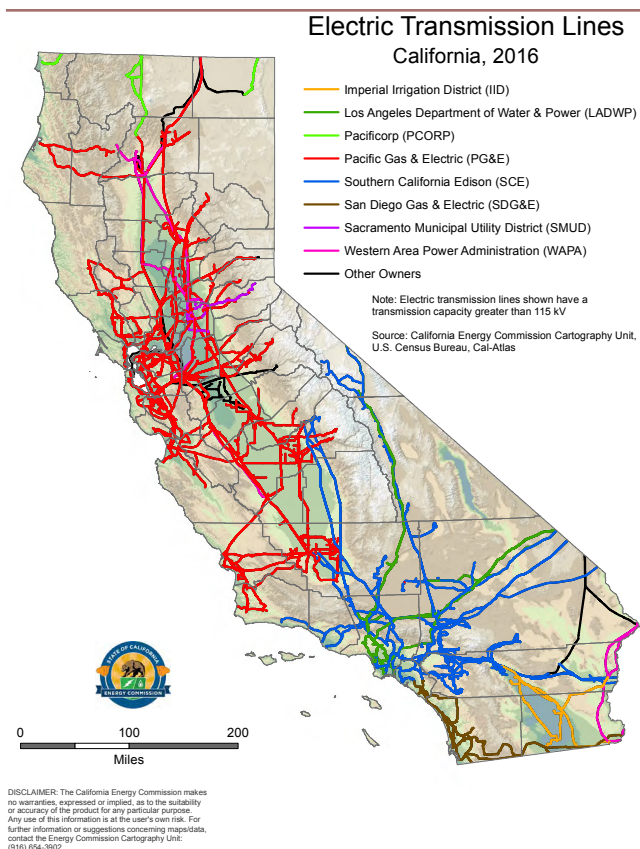 Electric Transmission Lines
California, 2016
Imperial Irrigation District (IID)
Los Angeles Department of Water & Power (LADWP)
Pacificorp (PCORP)
Pacific Gas & Electric (PG&E)
Southern California Edison (SCE)
San Diego Gas & Electric (SDG&E)
Sacramento Municipal Utility District (SMUD)
Western Area Power Administration (WAPA)
Other Owners
Note: Electric transmission lines shown have a
transmission capacity greater than 115 kV
Source: California Energy Commission Cartography Unit,
U.S. Census Bureau, Cal-Atlas
STATE OF CALIFORNIA
ENERGY COMMISSION
0 100 200
Miles
DISCLAIMER: The California Energy Commission makes
no warranties, expressed or implied, as to the suitability
or accuracy of the product for any particular purpose.
Any use of this information is at the user's own risk. For
further information or suggestions concerning maps/data,
contact the Energy Commission Cartography Unit:
(916) 654-3902